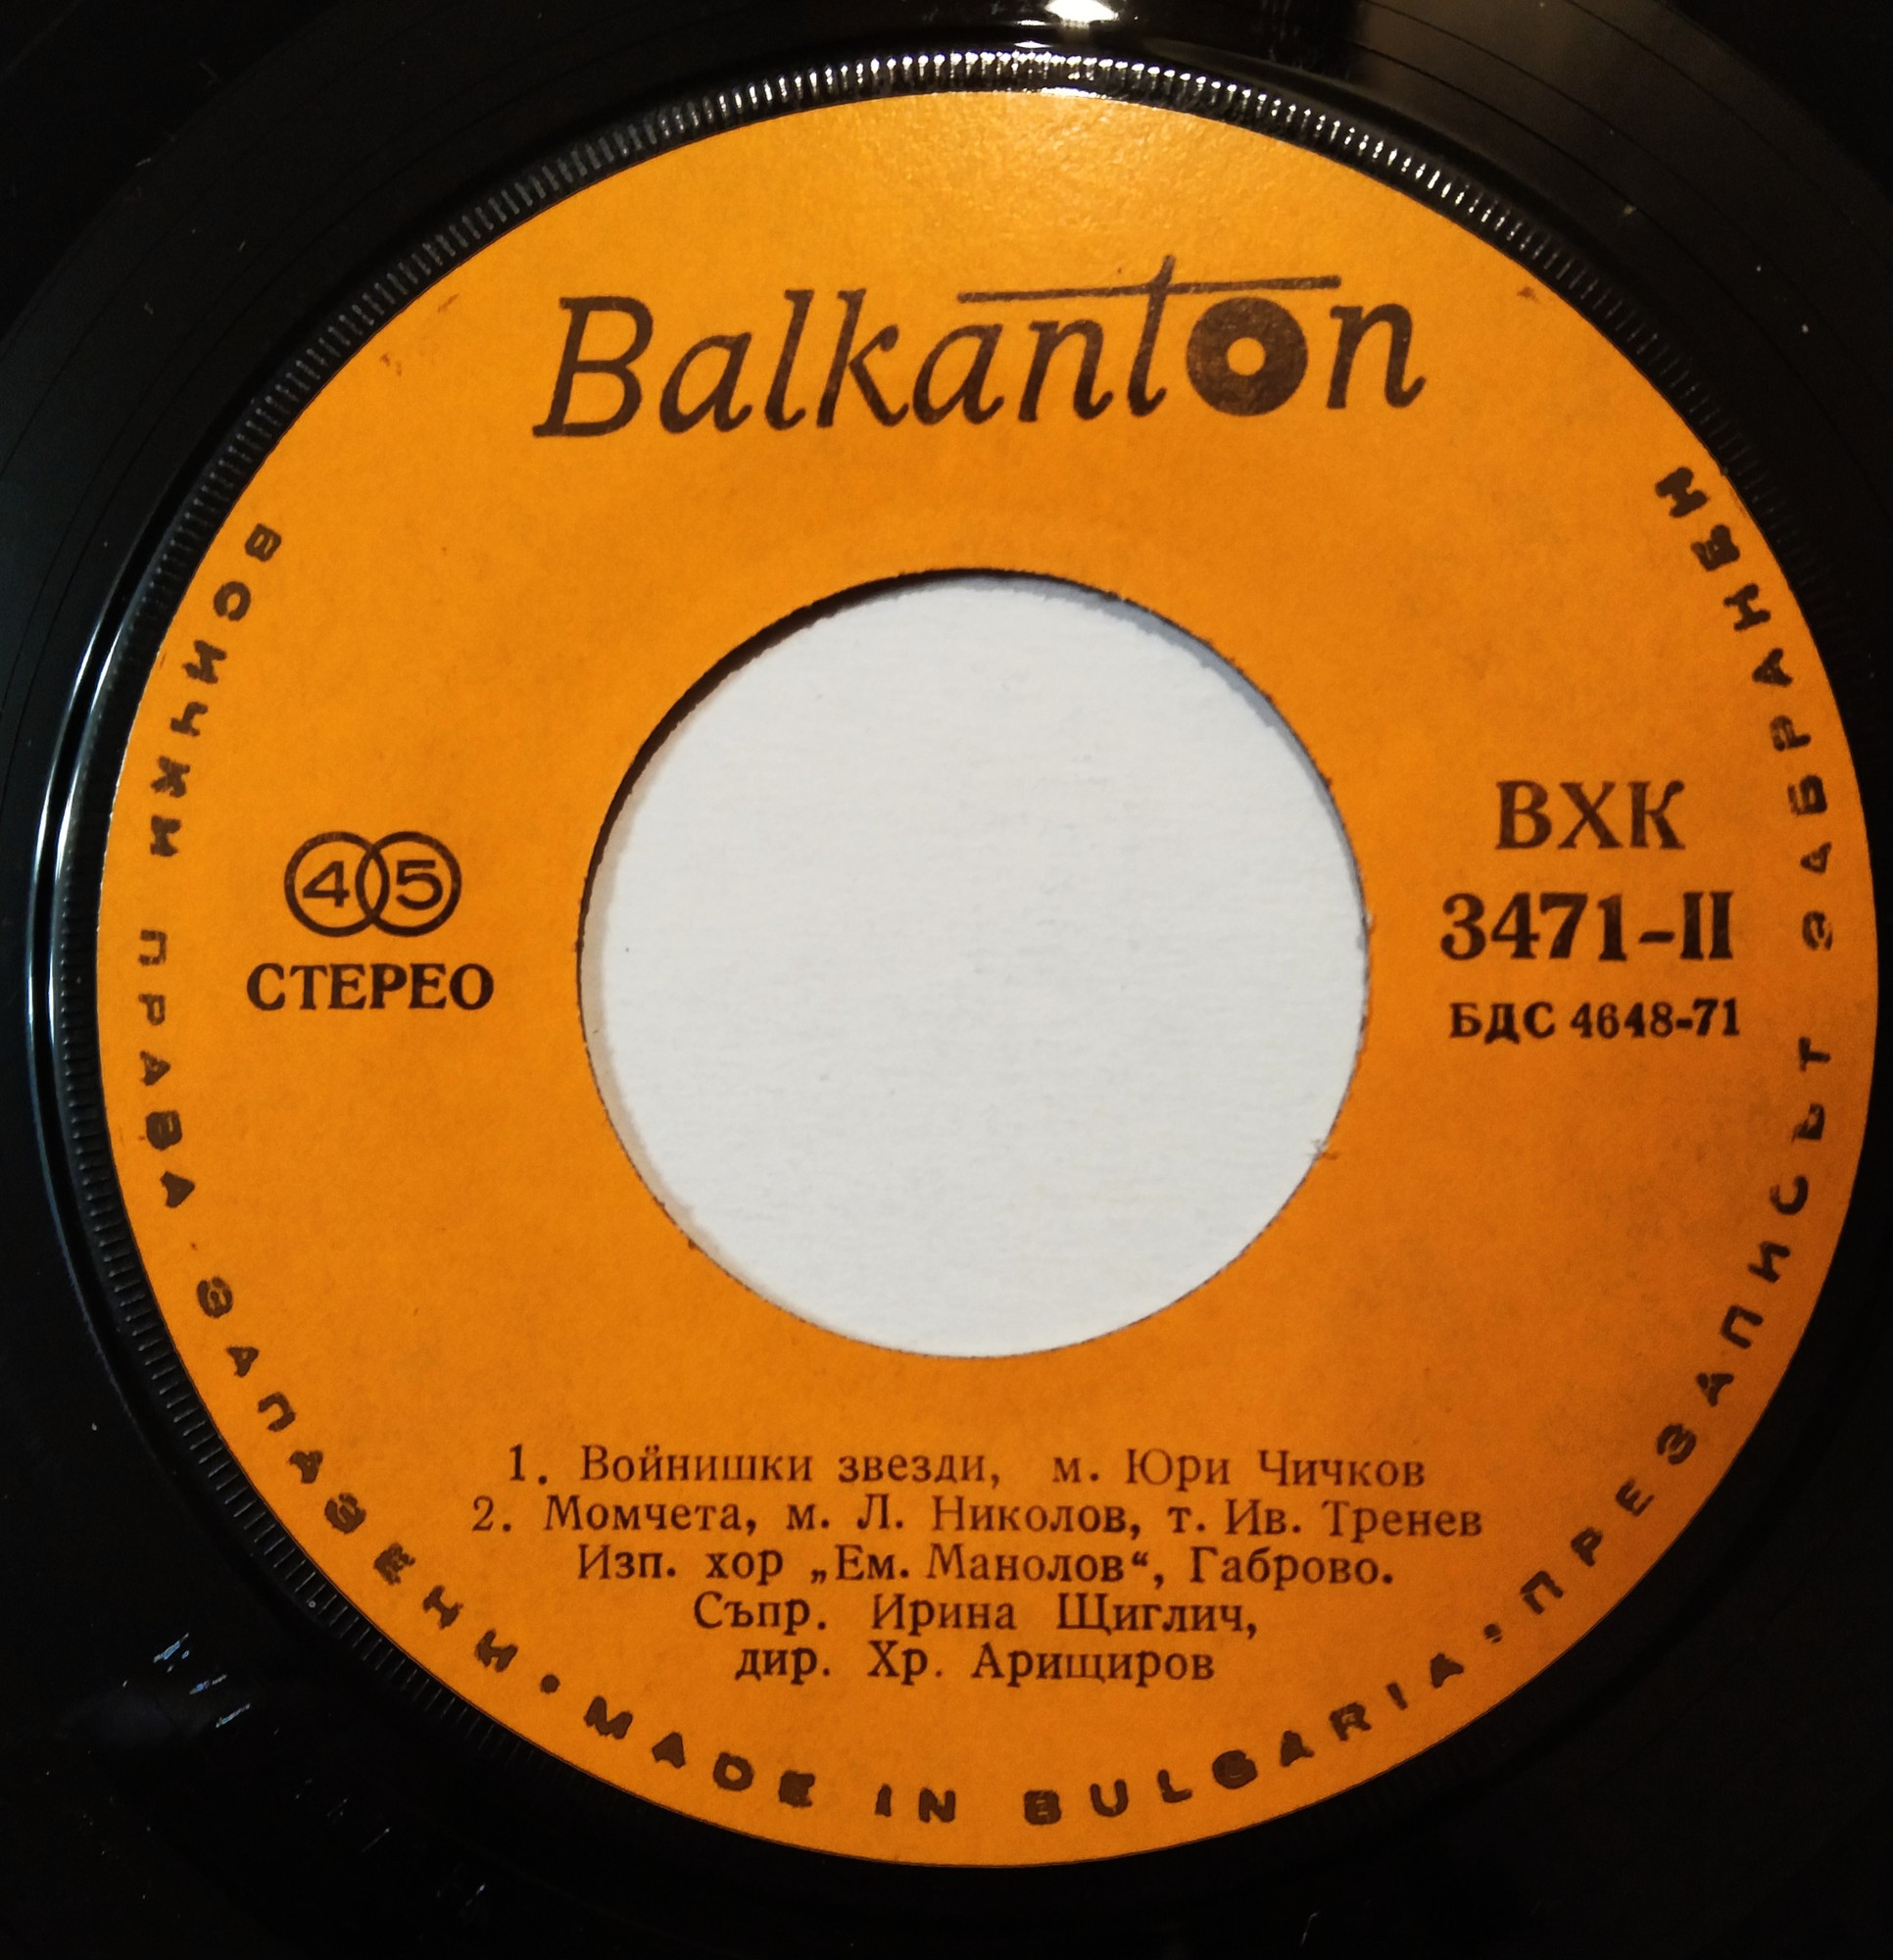 Balkanton
45
СТЕРЕО
ВХК
3471-II
БДС 4648-71
1. Войнишки звезди, м. Юри Чичков
2. Момчета, м. Л. Николов, т. Ив. Тренев
Изп. хор „Ем. Манолов“, Габрово.
Съпр. Ирина Щиглич,
дир. Хр. Арищиров
ВСИЧКИ ПРАВА ЗАПАЗЕНИ • MADE IN BULGARIA • ПРЕЗАПИСЪТ ЗАБРАНЕН